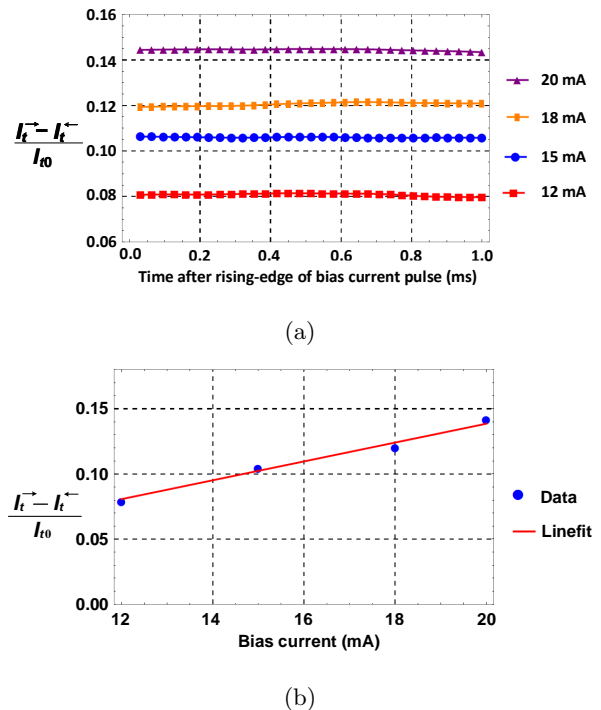 0.16
0.14
0.12
0.10
0.08
0.06
I_t^→ − I_t^←
I_t0
0.0 0.2 0.4 0.6 0.8 1.0
Time after rising-edge of bias current pulse (ms)
20 mA
18 mA
15 mA
12 mA
(a)
0.15
0.10
0.05
0.00
I_t^→ − I_t^←
I_t0
12 14 16 18 20
Bias current (mA)
Data
Linefit
(b)